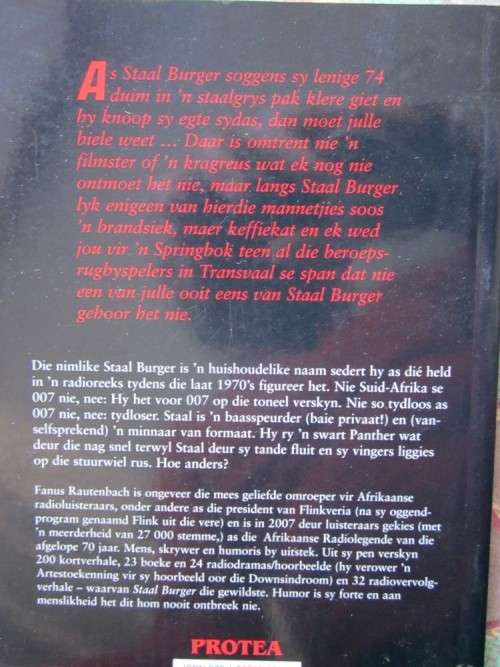 As Staal Burger soggens sy lenige 74
duim in 'n staalgrys pak klere giet en
hy knoop sy egte sydas, dan moet julle
biele weet ... Daar is omtrent nie 'n
filmster of 'n kragreus wat ek nog nie
ontmoet het nie, maar langs Staal Burger
lyk enigeen van hierdie mannetjies soos
'n brandsiek, maer keffiekat en ek wed
jou vir 'n Springbok teen al die beroeps-
rugbyspelers in Transvaal se span dat nie
een van julle ooit eens van Staal Burger
gehoor het nie.
Die nimlike Staal Burger is 'n huishoudelike naam sedert hy as dié held
in 'n radioreeks tydens die laat 1970's figureer het. Nie Suid-Afrika se
007 nie, nee: Hy het voor 007 op die toneel verskyn. Nie so tydloos as
007 nie, nee: tydloser. Staal is 'n baasspeurder (baie privaat!) en (van-
selfsprekend) 'n minnaar van formaat. Hy ry 'n swart Panther wat
deur die nag snel terwyl Staal deur sy tande fluit en sy vingers liggies
op die stuurwiel rus. Hoe anders?
Fanus Rautenbach is ongeveer die mees geliefde omroeper vir Afrikaanse
radioluisteraars, onder andere as die president van Flinkveria (na sy oggend-
program genaamd Flink uit die vere) en is in 2007 deur luisteraars gekies (met
'n meerderheid van 27 000 stemme,) as die Afrikaanse Radiolegende van die
afgelope 70 jaar. Mens, skrywer en humoris by uitstek. Uit sy pen verskyn
200 kortverhale, 23 boeke en 24 radiodramas/hoorbeelde (hy verower 'n
Artestoekenning vir sy hoorbeeld oor die Downsindroom) en 32 radiovervolg-
verhale – waarvan Staal Burger die gewildste. Humor is sy forte en aan
menslikheid het dit hom nooit ontbreek nie.
PROTEA